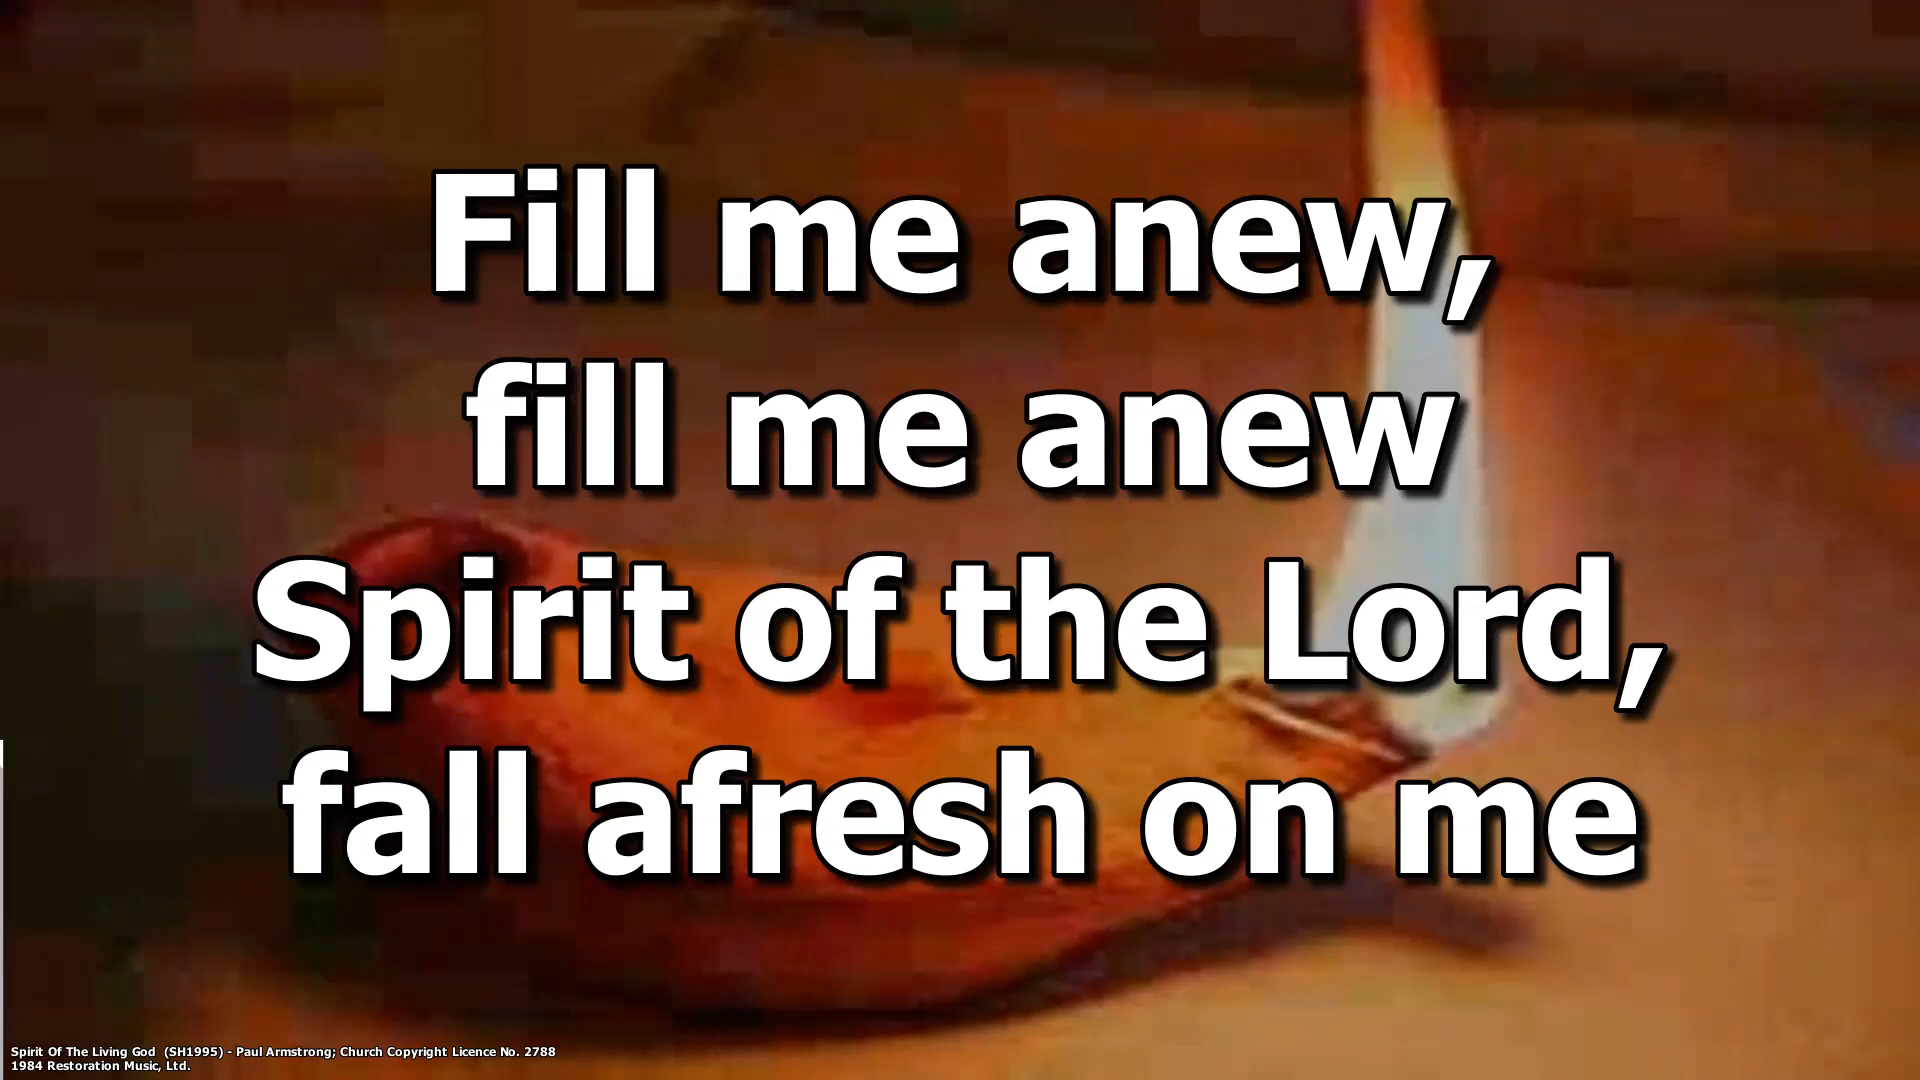 Fill me anew,
fill me anew
Spirit of the Lord,
fall afresh on me
Spirit Of The Living God (SH1995) - Paul Armstrong; Church Copyright Licence No. 2788
1984 Restoration Music, Ltd.